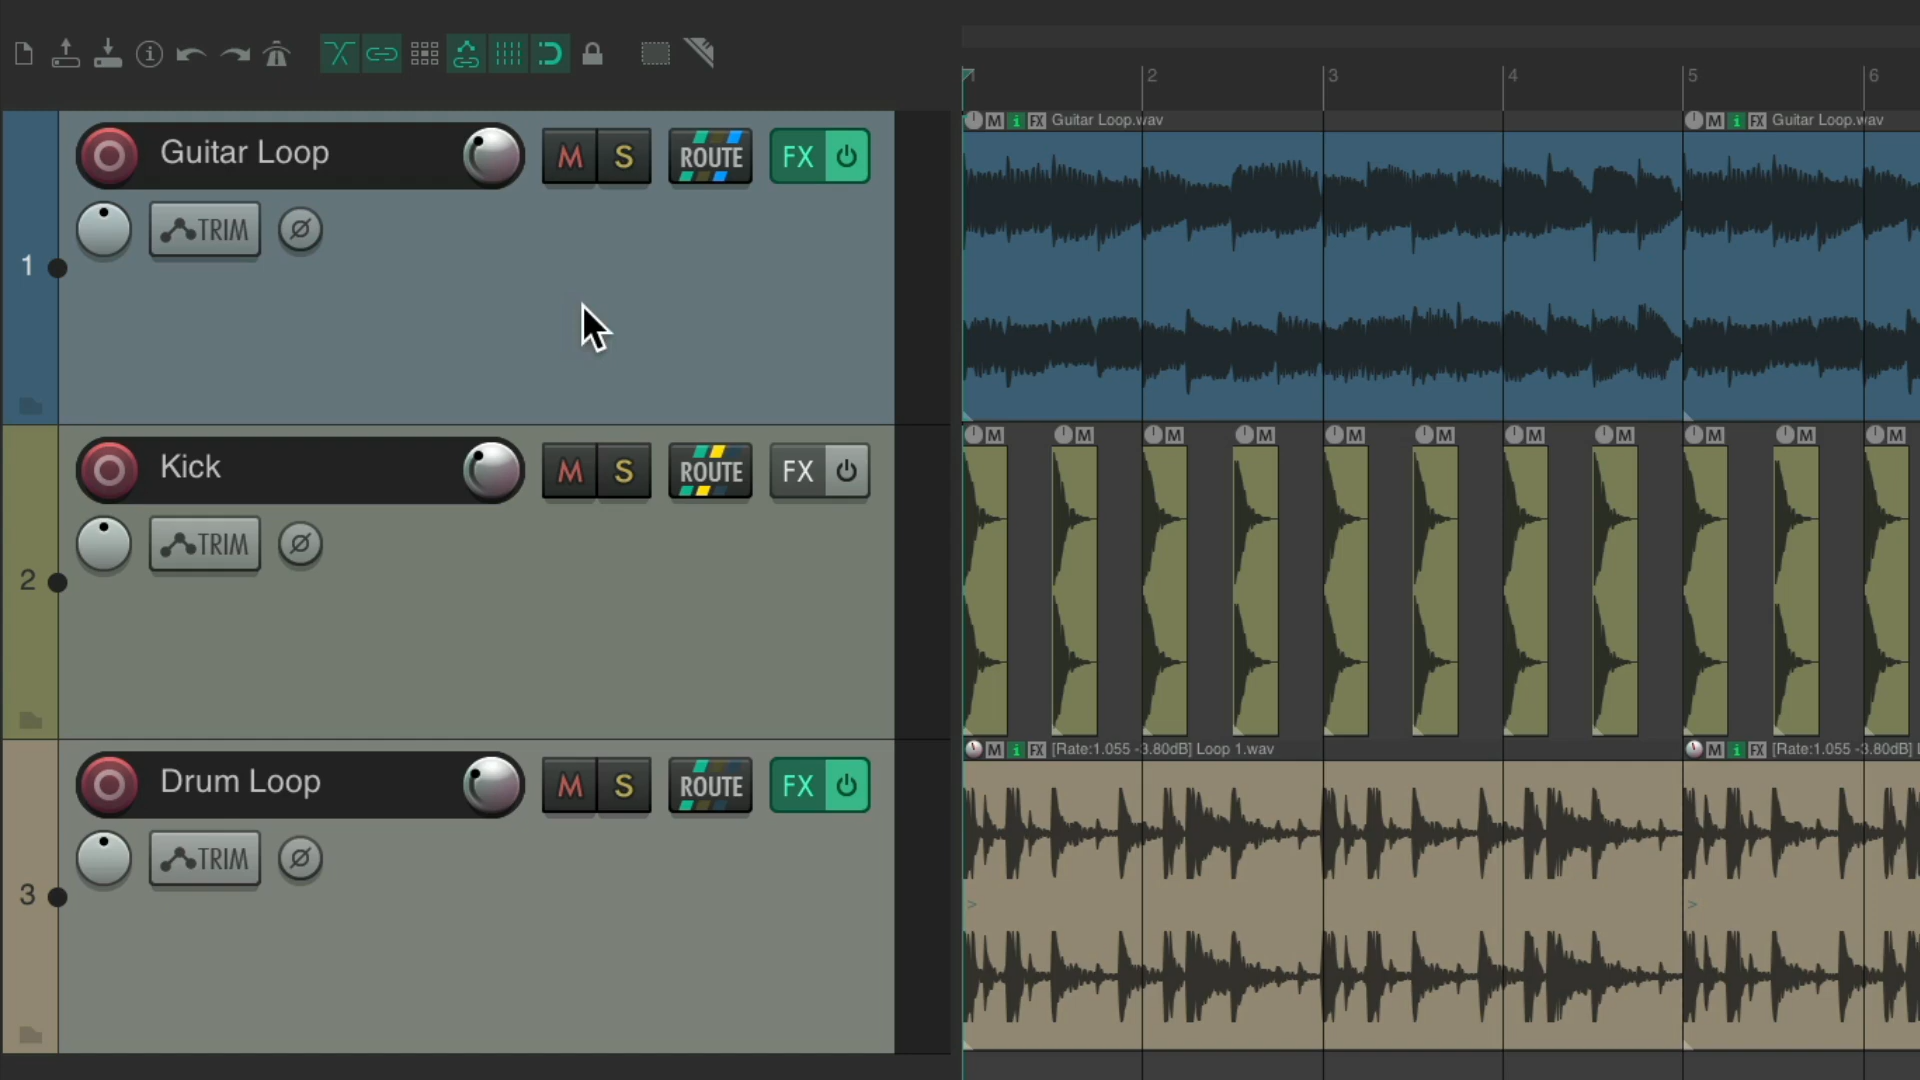 1 2 3 4 5 6
1
Guitar Loop M S ROUTE FX
TRIM
M i FX Guitar Loop.wav M i FX Guitar Loop.wav
2
Kick M S ROUTE FX
TRIM
M M M M M M M M M M M
3
Drum Loop M S ROUTE FX
TRIM
M i FX [Rate:1.055 -3.80dB] Loop 1.wav M i FX [Rate:1.055 -3.80dB]